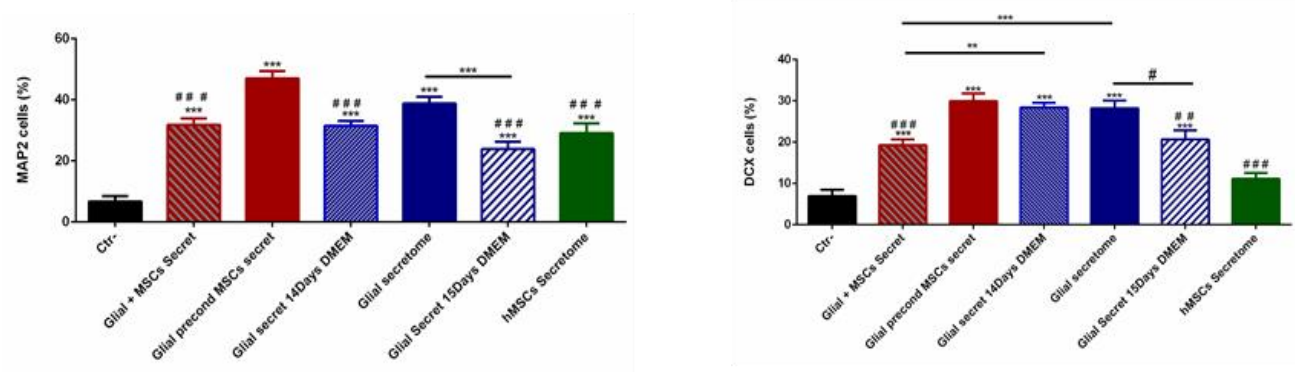 MAP2 cells (%)
60
40
20
0
# # #
***
***
# # #
***
***
***
# # #
***
# # #
***
Ctr-
Glial + MSCs Secret
Glial precond MSCs secret
Glial secret 14Days DMEM
Glial secretome
Glial Secret 15Days DMEM
hMSCs Secretome
DCX cells (%)
40
30
20
10
0
***
**
#
###
***
***
***
***
# #
***
###
Ctr-
Glial + MSCs Secret
Glial precond MSCs secret
Glial secret 14Days DMEM
Glial secretome
Glial Secret 15Days DMEM
hMSCs Secretome